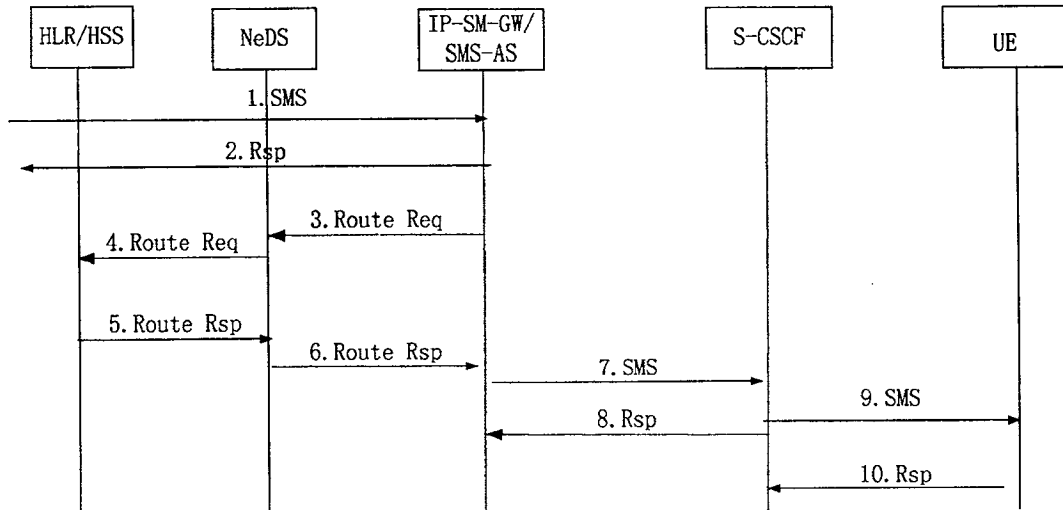 HLR/HSS
NeDS
IP-SM-GW/
SMS-AS
S-CSCF
UE
1.SMS
2.Rsp
3.Route Req
4.Route Req
5.Route Rsp
6.Route Rsp
7.SMS
8.Rsp
9.SMS
10.Rsp